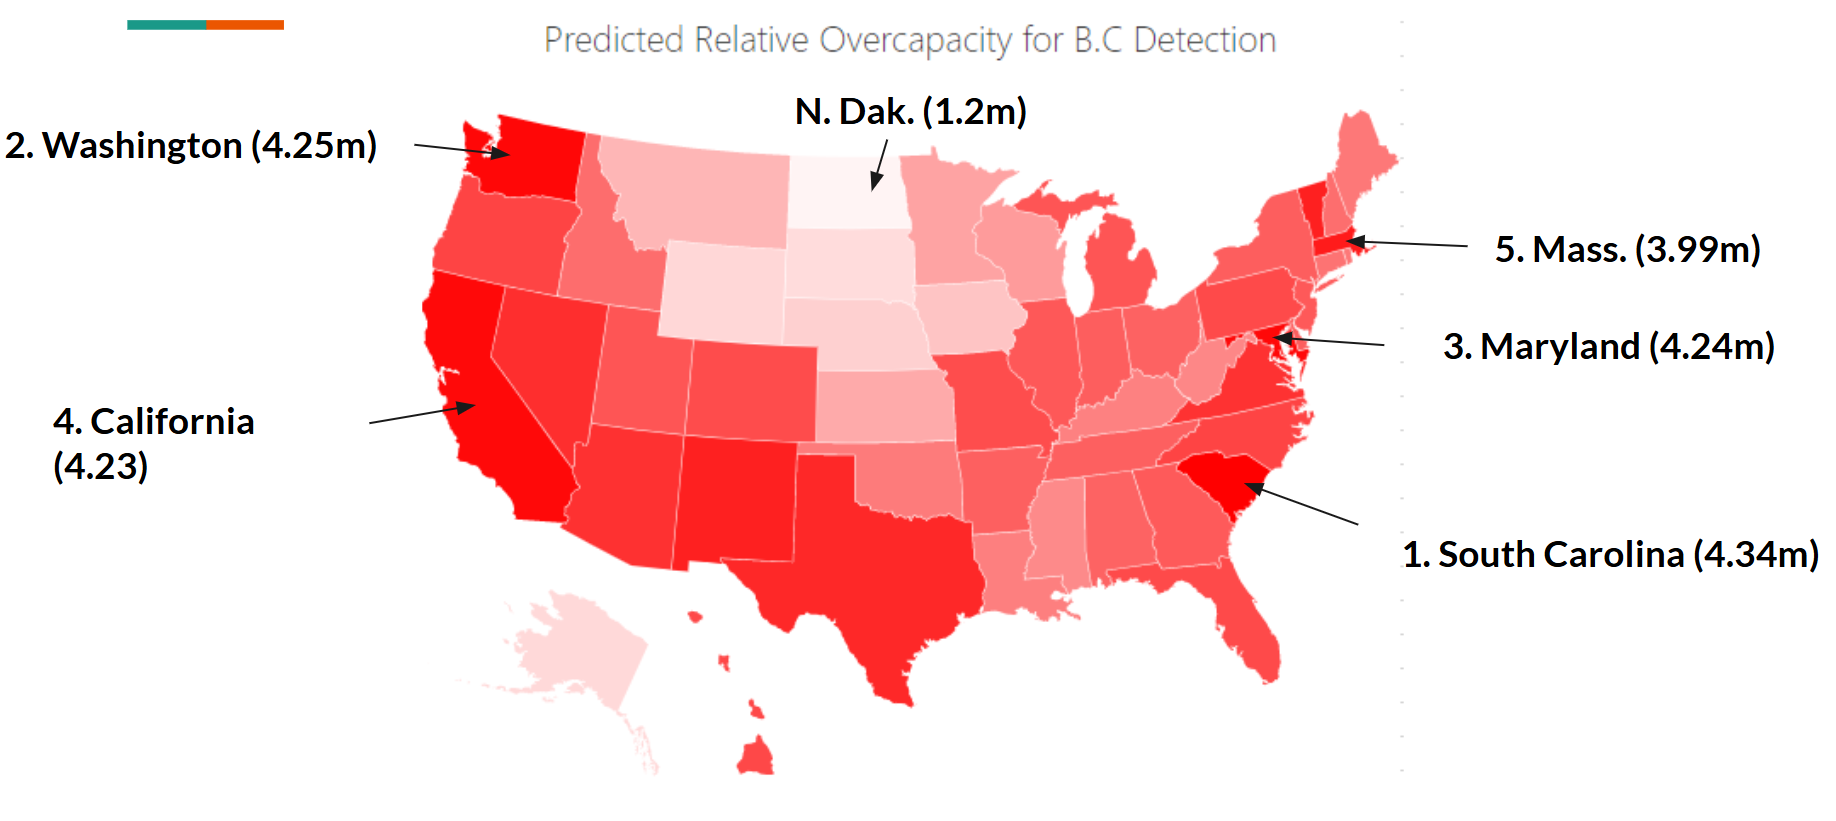 Predicted Relative Overcapacity for B.C Detection
N. Dak. (1.2m)
2. Washington (4.25m)
5. Mass. (3.99m)
3. Maryland (4.24m)
4. California
(4.23)
1. South Carolina (4.34m)